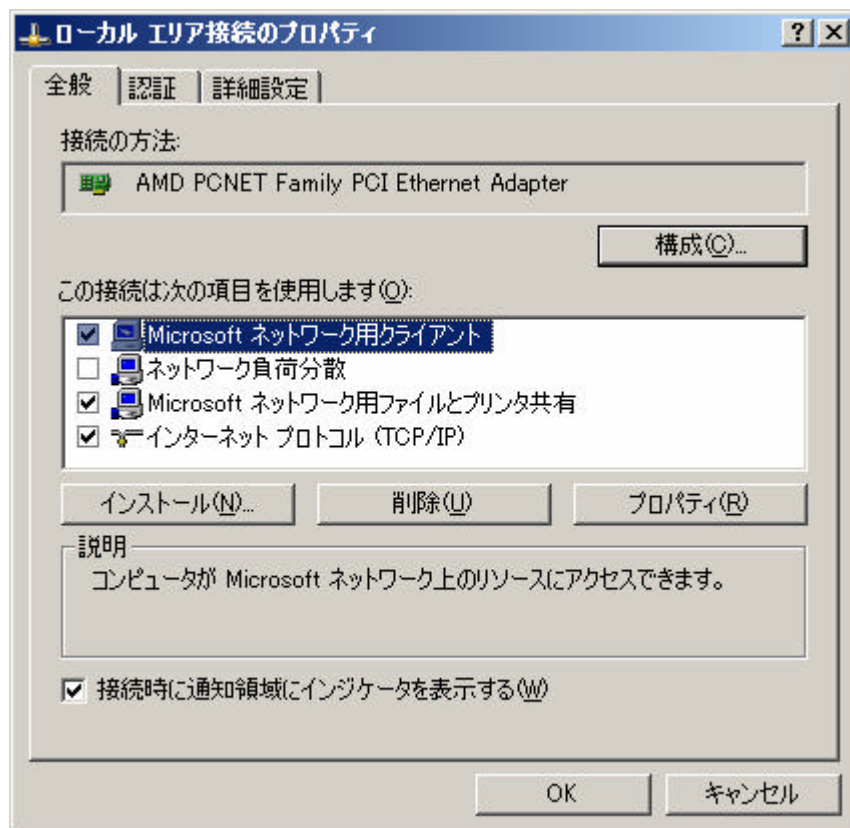 ローカル エリア接続のプロパティ
全般 認証 詳細設定
接続の方法:
AMD PCNET Family PCI Ethernet Adapter
構成(C)...
この接続は次の項目を使用します(O):
Microsoft ネットワーク用クライアント
ネットワーク負荷分散
Microsoft ネットワーク用ファイルとプリンタ共有
インターネット プロトコル (TCP/IP)
インストール(N)... 削除(U) プロパティ(R)
説明
コンピュータが Microsoft ネットワーク上のリソースにアクセスできます。
接続時に通知領域にインジケータを表示する(W)
OK キャンセル